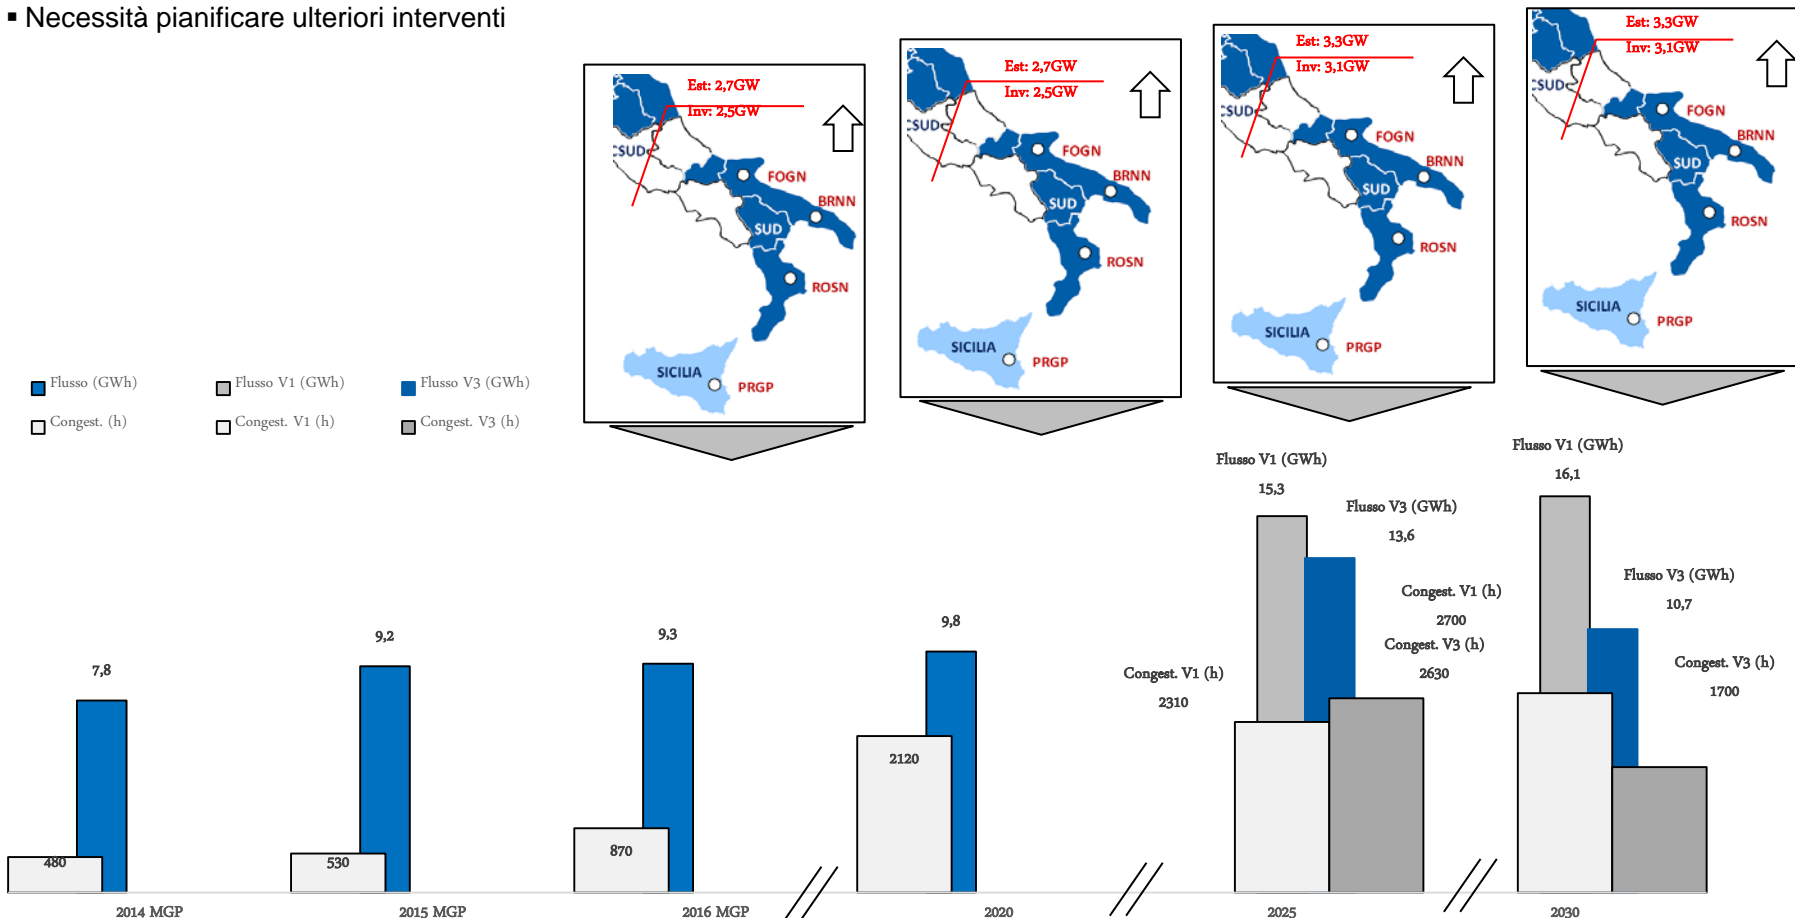 ▪ Necessità pianificare ulteriori interventi
Est: 2,7GW
Inv: 2,5GW
CSUD
FOGN
BRNN
SUD
ROSN
SICILIA
PRGP
Est: 2,7GW
Inv: 2,5GW
CSUD
FOGN
BRNN
SUD
ROSN
SICILIA
PRGP
Est: 3,3GW
Inv: 3,1GW
CSUD
FOGN
BRNN
SUD
ROSN
SICILIA
PRGP
Est: 3,3GW
Inv: 3,1GW
CSUD
FOGN
BRNN
SUD
ROSN
SICILIA
PRGP
Flusso (GWh)
Flusso V1 (GWh)
Flusso V3 (GWh)
Congest. (h)
Congest. V1 (h)
Congest. V3 (h)
7,8
480
9,2
530
9,3
870
9,8
2120
Flusso V1 (GWh)
15,3
Flusso V3 (GWh)
13,6
Congest. V1 (h)
2310
Congest. V1 (h)
2700
Congest. V3 (h)
2630
Flusso V1 (GWh)
16,1
Flusso V3 (GWh)
10,7
Congest. V3 (h)
1700
2014 MGP
2015 MGP
2016 MGP
2020
2025
2030